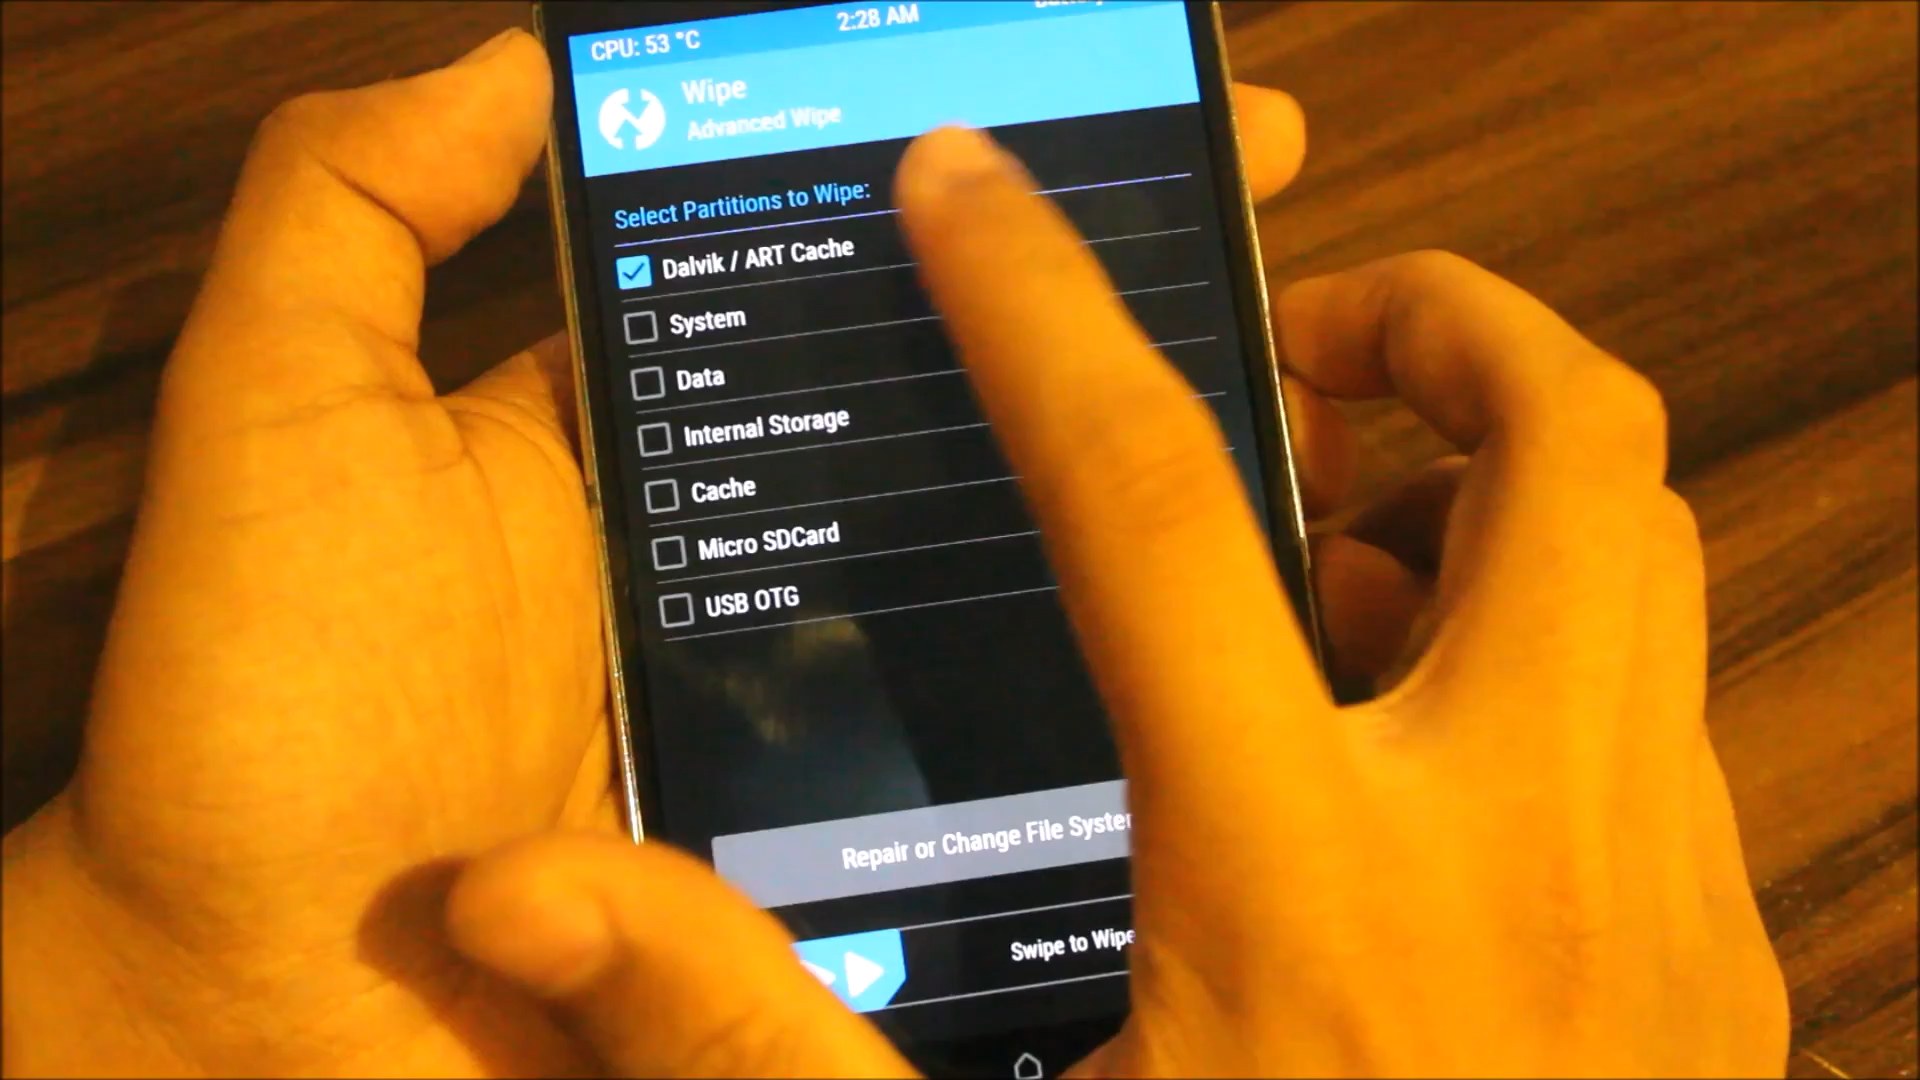 CPU: 53 °C
2:28 AM
Wipe
Advanced Wipe
Select Partitions to Wipe:
Dalvik / ART Cache
System
Data
Internal Storage
Cache
Micro SDCard
USB OTG
Repair or Change File
Swipe to Wipe